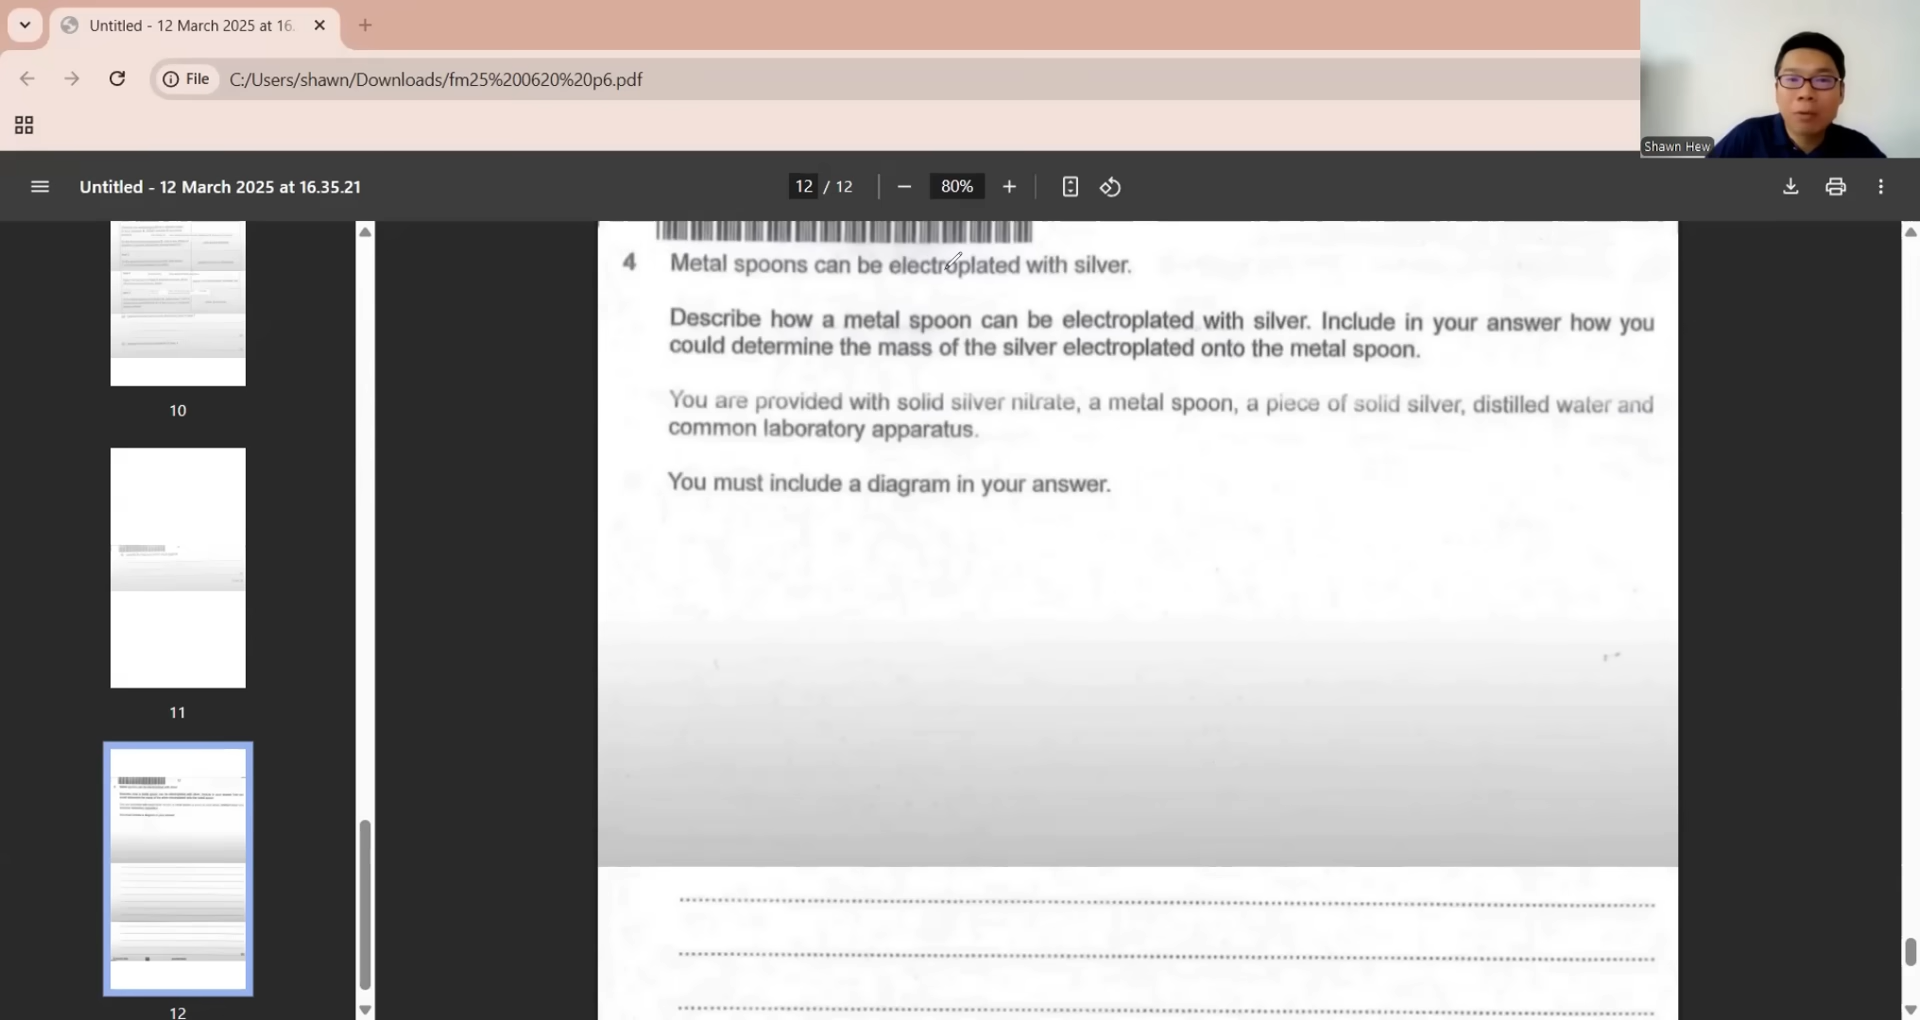 Untitled - 12 March 2025 at 16.
File
C:/Users/shawn/Downloads/fm25%200620%20p6.pdf
Shawn Hew
Untitled - 12 March 2025 at 16.35.21
12 / 12
80%
10
11
12
4 Metal spoons can be electroplated with silver.
Describe how a metal spoon can be electroplated with silver. Include in your answer how you
could determine the mass of the silver electroplated onto the metal spoon.
You are provided with solid silver nitrate, a metal spoon, a piece of solid silver, distilled water and
common laboratory apparatus.
You must include a diagram in your answer.